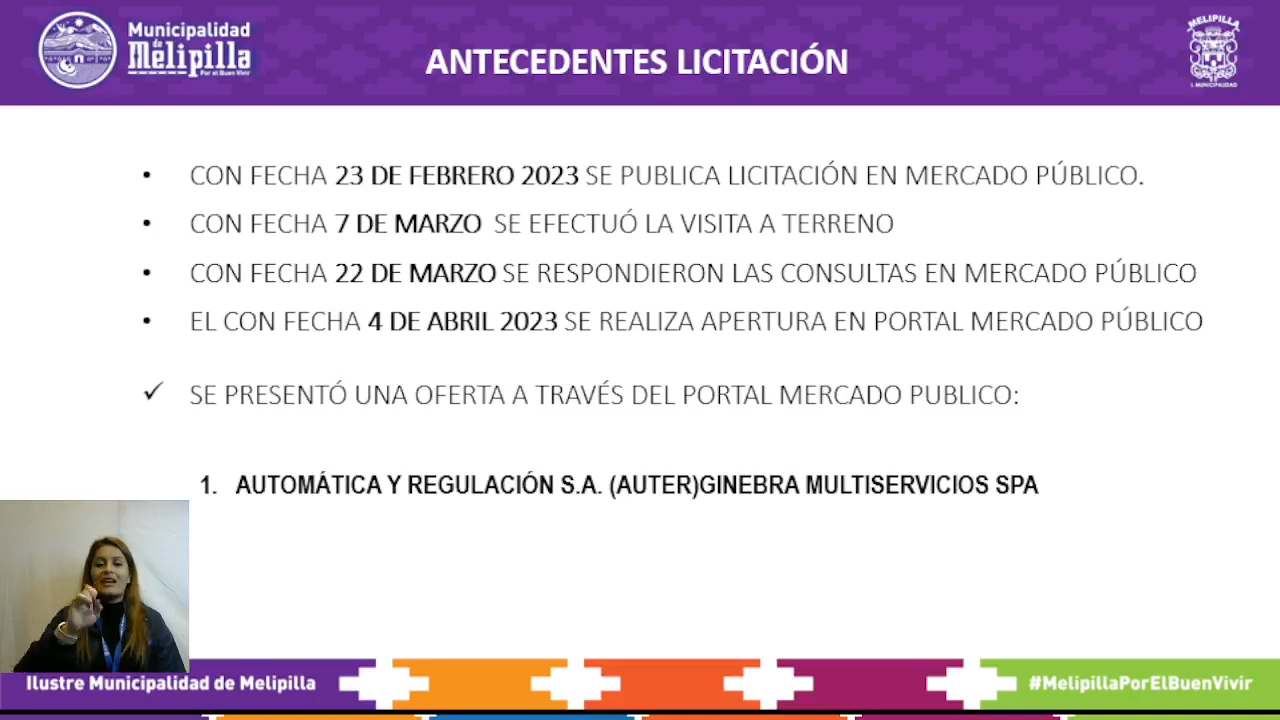 Municipalidad
de
Melipilla
Por el Buen Vivir
ANTECEDENTES LICITACIÓN
MELIPILLA
I. MUNICIPALIDAD
• CON FECHA 23 DE FEBRERO 2023 SE PUBLICA LICITACIÓN EN MERCADO PÚBLICO.
• CON FECHA 7 DE MARZO SE EFECTUÓ LA VISITA A TERRENO
• CON FECHA 22 DE MARZO SE RESPONDIERON LAS CONSULTAS EN MERCADO PÚBLICO
• EL CON FECHA 4 DE ABRIL 2023 SE REALIZA APERTURA EN PORTAL MERCADO PÚBLICO
✓ SE PRESENTÓ UNA OFERTA A TRAVÉS DEL PORTAL MERCADO PUBLICO:
1. AUTOMÁTICA Y REGULACIÓN S.A. (AUTER)GINEBRA MULTISERVICIOS SPA
Ilustre Municipalidad de Melipilla
#MelipillaPorElBuenVivir